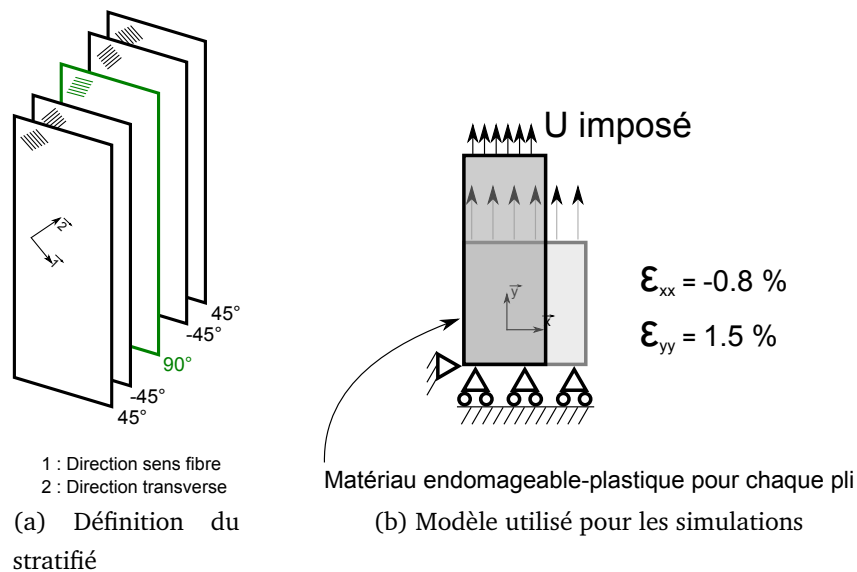 45°
-45°
90°
-45°
45°
2
1
1 : Direction sens fibre
2 : Direction transverse
(a) Définition du
stratifié
U imposé
y
x
εxx = -0.8 %
εyy = 1.5 %
Matériau endomageable-plastique pour chaque pli
(b) Modèle utilisé pour les simulations